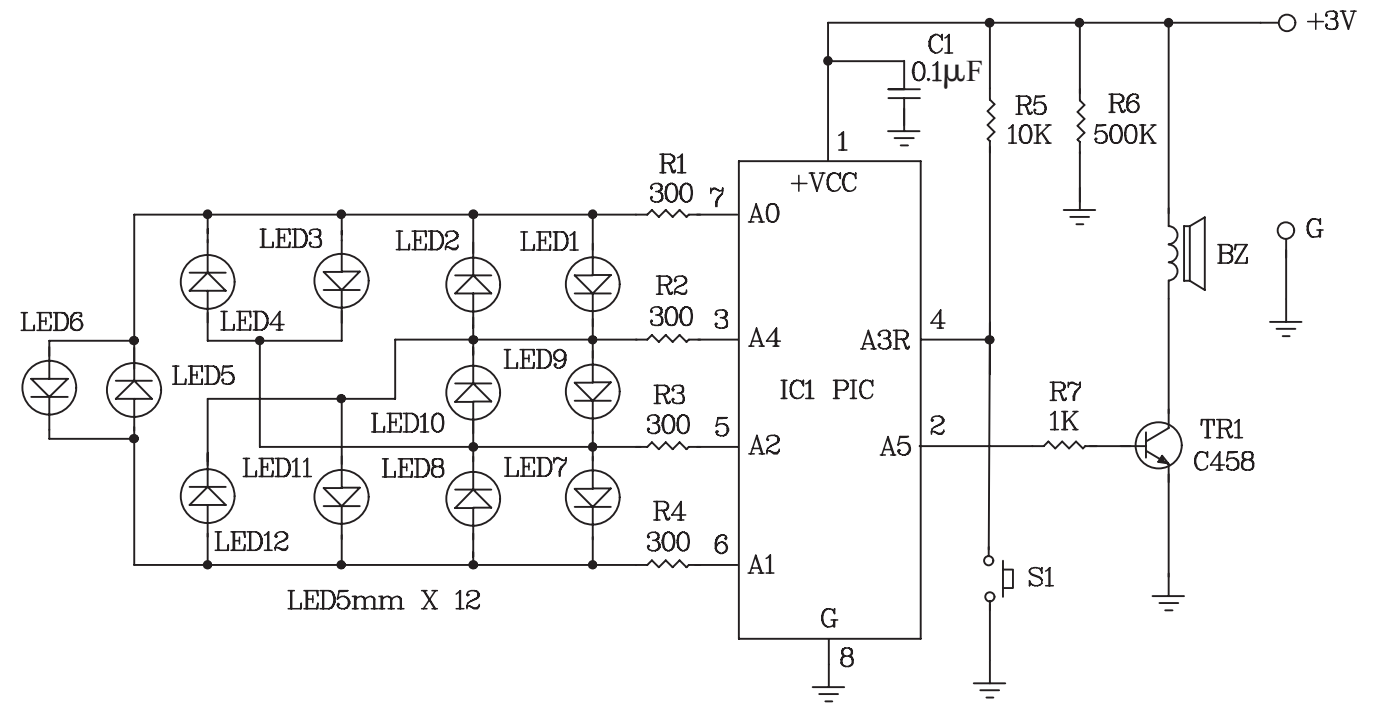 +3V
C1
0.1µF
R5
10K
R6
500K
1
R1
300
7
+VCC
A0
LED3
LED2
LED1
G
BZ
R2
300
3
A4
4
A3R
LED6
LED4
LED9
LED5
IC1 PIC
R3
300
5
A2
R7
1K
2
A5
TR1
C458
LED10
LED11
LED8
LED7
R4
300
6
A1
LED12
S1
LED5mm X 12
G
8